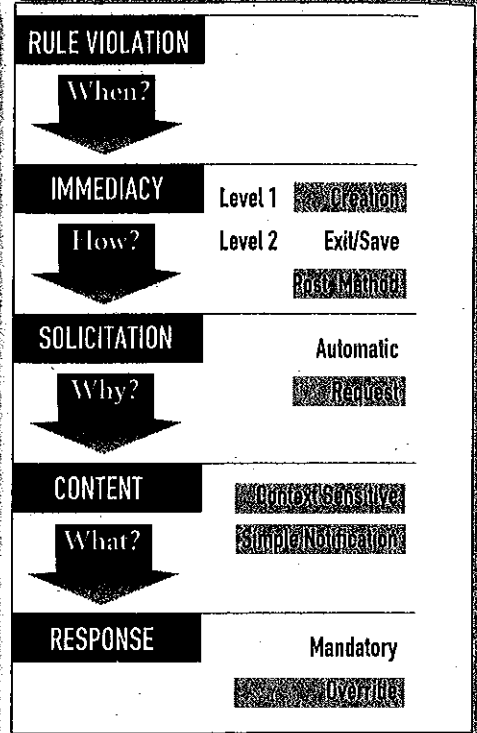 RULE VIOLATION
When?
IMMEDIACY
Level 1 Creation
How?
Level 2 Exit/Save
Post-Method
SOLICITATION
Automatic
Why?
Request
CONTENT
Context Sensitive
What?
Simple Notification
RESPONSE
Mandatory
Override